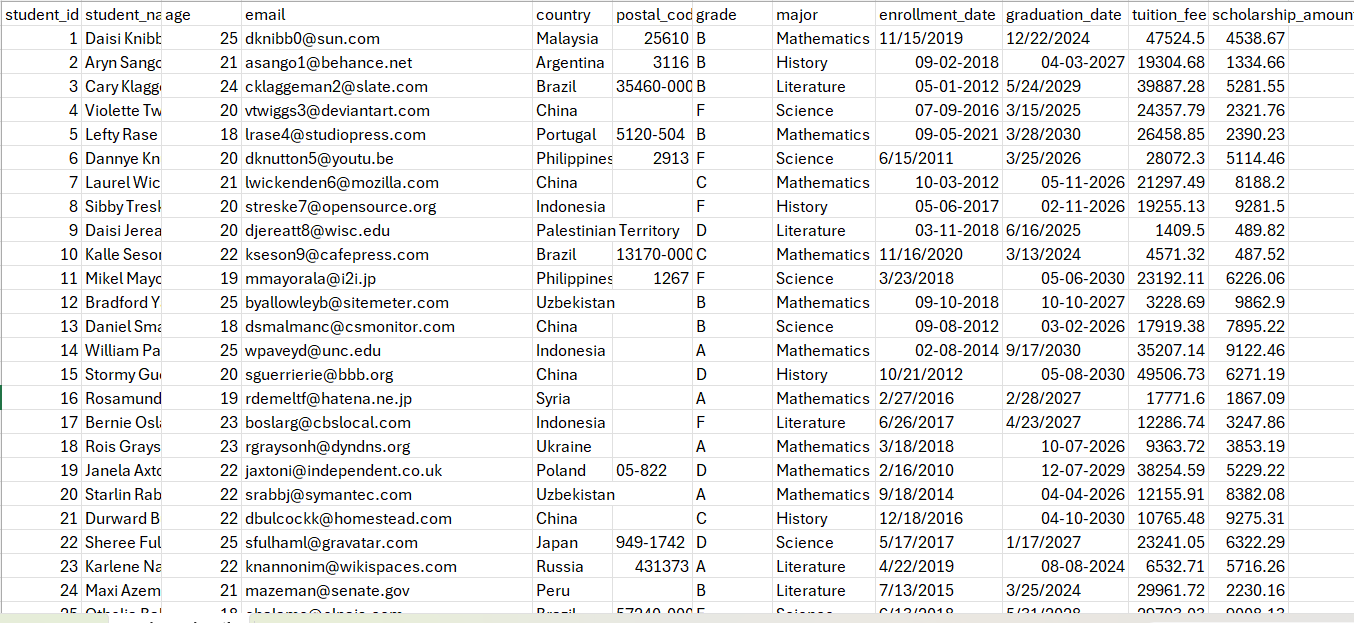 student_id student_na age email country postal_cod grade major enrollment_date graduation_date tuition_fee scholarship_amoun
1 Daisi Knibb 25 dknibb0@sun.com Malaysia 25610 B Mathematics 11/15/2019 12/22/2024 47524.5 4538.67
2 Aryn Sango 21 asango1@behance.net Argentina 3116 B History 09-02-2018 04-03-2027 19304.68 1334.66
3 Cary Klagg 24 cklaggeman2@slate.com Brazil 35460-000 B Literature 05-01-2012 5/24/2029 39887.28 5281.55
4 Violette Tw 20 vtwiggs3@deviantart.com China F Science 07-09-2016 3/15/2025 24357.79 2321.76
5 Lefty Rase 18 lrase4@studiopress.com Portugal 5120-504 B Mathematics 09-05-2021 3/28/2030 26458.85 2390.23
6 Dannye Kn 20 dknutton5@youtu.be Philippines 2913 F Science 6/15/2011 3/25/2026 28072.3 5114.46
7 Laurel Wic 21 lwickenden6@mozilla.com China C Mathematics 10-03-2012 05-11-2026 21297.49 8188.2
8 Sibby Tresk 20 streske7@opensource.org Indonesia F History 05-06-2017 02-11-2026 19255.13 9281.5
9 Daisi Jerea 20 djereatt8@wisc.edu Palestinian Territory D Literature 03-11-2018 6/16/2025 1409.5 489.82
10 Kalle Seson 22 kseson9@cafepress.com Brazil 13170-000 C Mathematics 11/16/2020 3/13/2024 4571.32 487.52
11 Mikel Mayo 19 mmayorala@i2i.jp Philippines 1267 F Science 3/23/2018 05-06-2030 23192.11 6226.06
12 Bradford Y 25 byallowleyb@sitemeter.com Uzbekistan B Mathematics 09-10-2018 10-10-2027 3228.69 9862.9
13 Daniel Sma 18 dsmalmanc@csmonitor.com China B Science 09-08-2012 03-02-2026 17919.38 7895.22
14 William Pa 25 wpaveyd@unc.edu Indonesia A Mathematics 02-08-2014 9/17/2030 35207.14 9122.46
15 Stormy Gue 20 sguerrierie@bbb.org China D History 10/21/2012 05-08-2030 49506.73 6271.19
16 Rosamund 19 rdemeltf@hatena.ne.jp Syria A Mathematics 2/27/2016 2/28/2027 17771.6 1867.09
17 Bernie Osl 23 boslarg@cbslocal.com Indonesia F Literature 6/26/2017 4/23/2027 12286.74 3247.86
18 Rois Grays 23 rgraysonh@dyndns.org Ukraine A Mathematics 3/18/2018 10-07-2026 9363.72 3853.19
19 Janela Axto 22 jaxtoni@independent.co.uk Poland 05-822 D Mathematics 2/16/2010 12-07-2029 38254.59 5229.22
20 Starlin Rab 22 srabbj@symantec.com Uzbekistan A Mathematics 9/18/2014 04-04-2026 12155.91 8382.08
21 Durward B 22 dbulcockk@homestead.com China C History 12/18/2016 04-10-2030 10765.48 9275.31
22 Sheree Ful 25 sfulhaml@gravatar.com Japan 949-1742 D Science 5/17/2017 1/17/2027 23241.05 6322.29
23 Karlene Na 22 knannonim@wikispaces.com Russia 431373 A Literature 4/22/2019 08-08-2024 6532.71 5716.26
24 Maxi Azem 21 mazeman@senate.gov Peru B Literature 7/13/2015 3/25/2024 29961.72 2230.16